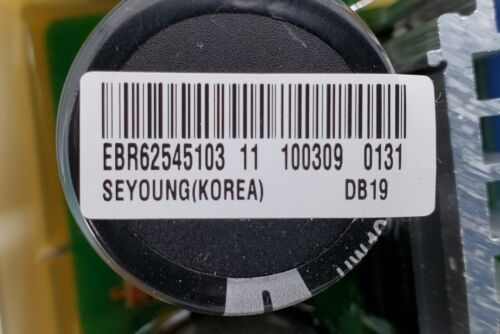 EBR62545103 11 100309 0131
SEYOUNG(KOREA) DB19